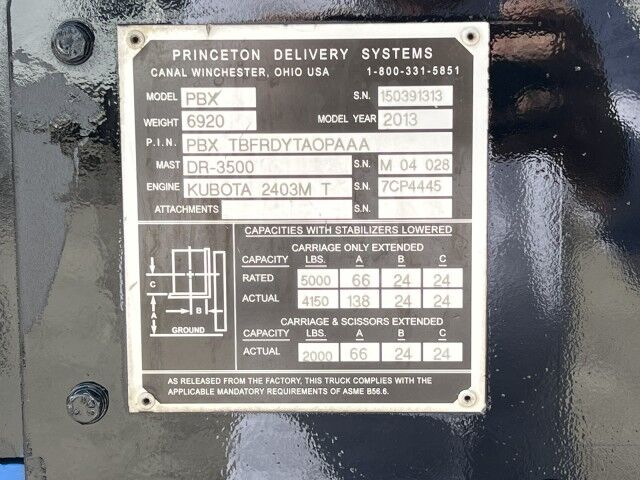 PRINCETON DELIVERY SYSTEMS
CANAL WINCHESTER, OHIO USA 1-800-331-5851
MODEL PBX S.N. 150391313
WEIGHT 6920 MODEL YEAR 2013
P.I.N. PBX TBFRDYTAOPAAA
MAST DR-3500 S.N. M 04 028
ENGINE KUBOTA 2403M T S.N. 7CP4445
ATTACHMENTS S.N.
CAPACITIES WITH STABILIZERS LOWERED
CARRIAGE ONLY EXTENDED
CAPACITY LBS. A B C
RATED 5000 66 24 24
ACTUAL 4150 138 24 24
CARRIAGE & SCISSORS EXTENDED
CAPACITY LBS. A B C
ACTUAL 2000 66 24 24
C
B
A
GROUND
AS RELEASED FROM THE FACTORY, THIS TRUCK COMPLIES WITH THE
APPLICABLE MANDATORY REQUIREMENTS OF ASME B56.6.